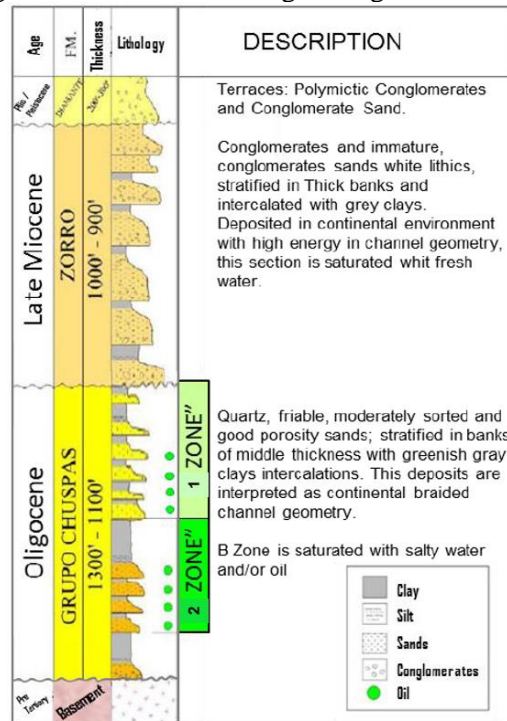 Age
FM.
Thickness
Lithology
DESCRIPTION
Plio /
Pleistocene
DIAMANTE
Terraces: Polymictic Conglomerates
and Conglomerate Sand.
Late Miocene
ZORRO
1000' - 900'
Conglomerates and immature,
conglomerates sands white lithics,
stratified in Thick banks and
intercalated with grey clays.
Deposited in continental environment
with high energy in channel geometry,
this section is saturated whit fresh
water.
Oligocene
GRUPO CHUSPAS
1300' - 1100'
1 ZONE"
2 ZONE"
Quartz, friable, moderately sorted and
good porosity sands; stratified in banks
of middle thickness with greenish gray
clays intercalations. This deposits are
interpreted as continental braided
channel geometry.
B Zone is saturated with salty water
and/or oil
Clay
Silt
Sands
Conglomerates
Oil
Pre
Tertiary
Basement